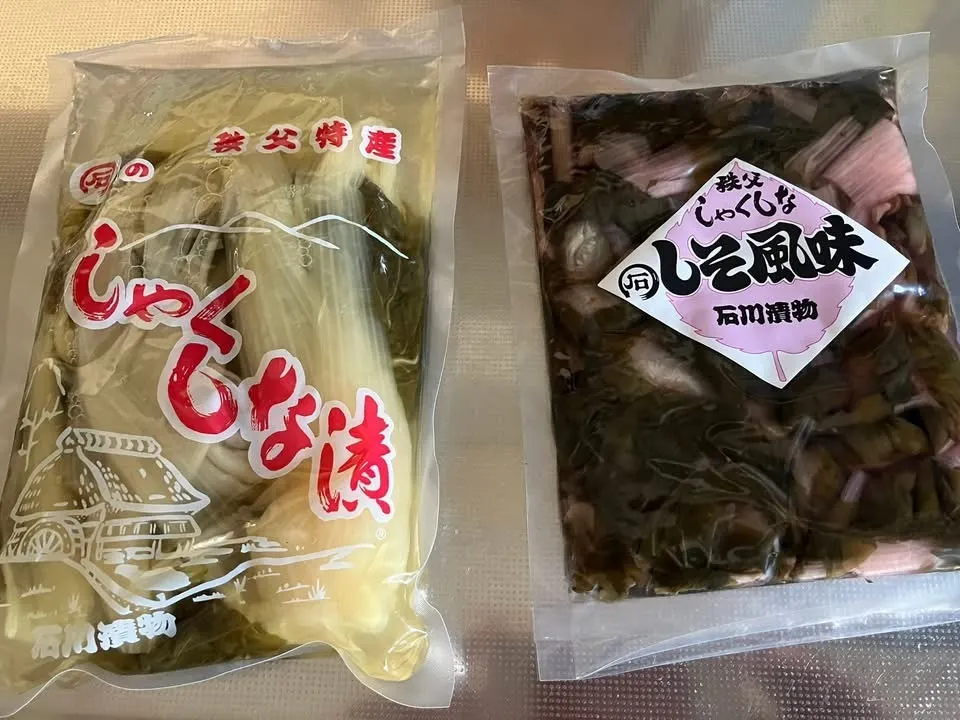 秩父特産
石の
しゃくしな漬
®
石川漬物
秩父
しゃくしな
石しそ風味
石川漬物